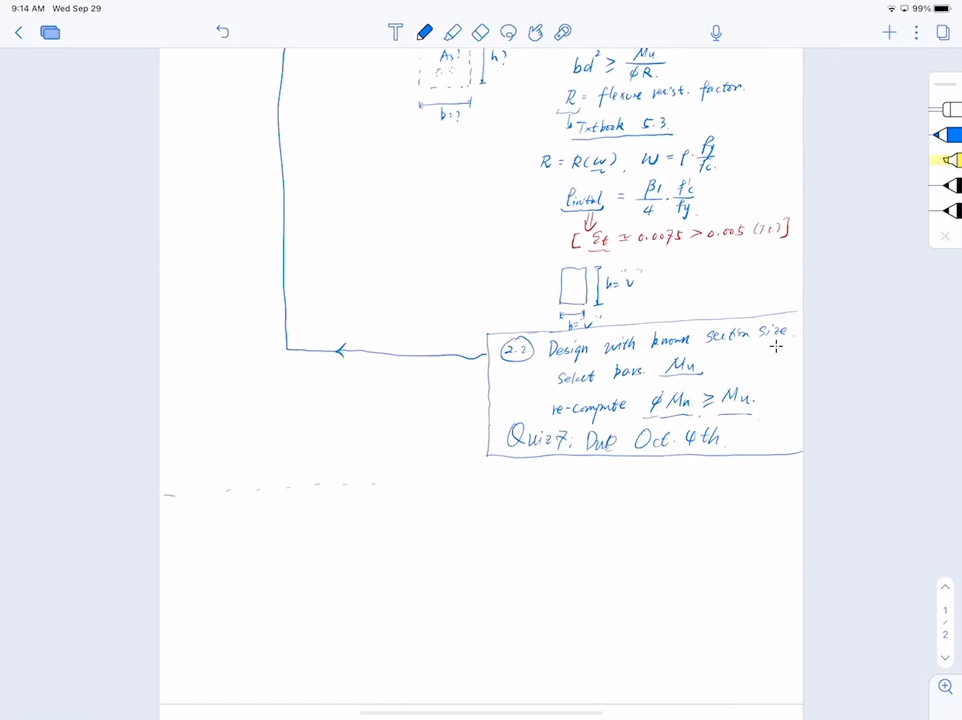 9:14 AM Wed Sep 29
99%
As?
h?
b=?
bd² ≥ Mu / φR.
R = flexure resist. factor.
Txtbook 5.3
R = R(ω), ω = ρ · fy/f'c.
ρinitial = β1/4 · f'c/fy
[ εt ≃ 0.0075 > 0.005
h = "√"
b = "√"
2.2 Design with known section size.
select bars. Mu
re-compute φMn ≥ Mu.
Quiz 7: Due Oct. 4th.
1
/
2